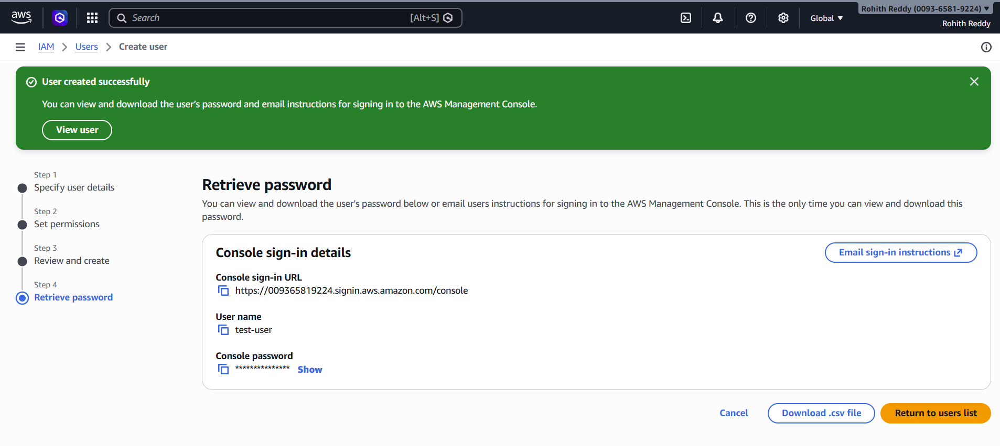 aws
Search
[Alt+S]
Global
Rohith Reddy (0093-6581-9224)
Rohith Reddy
IAM
Users
Create user
User created successfully
You can view and download the user's password and email instructions for signing in to the AWS Management Console.
View user
Step 1
Specify user details
Step 2
Set permissions
Step 3
Review and create
Step 4
Retrieve password
Retrieve password
You can view and download the user's password below or email users instructions for signing in to the AWS Management Console. This is the only time you can view and download this
password.
Console sign-in details
Email sign-in instructions
Console sign-in URL
https://009365819224.signin.aws.amazon.com/console
User name
test-user
Console password
*************** Show
Cancel
Download .csv file
Return to users list